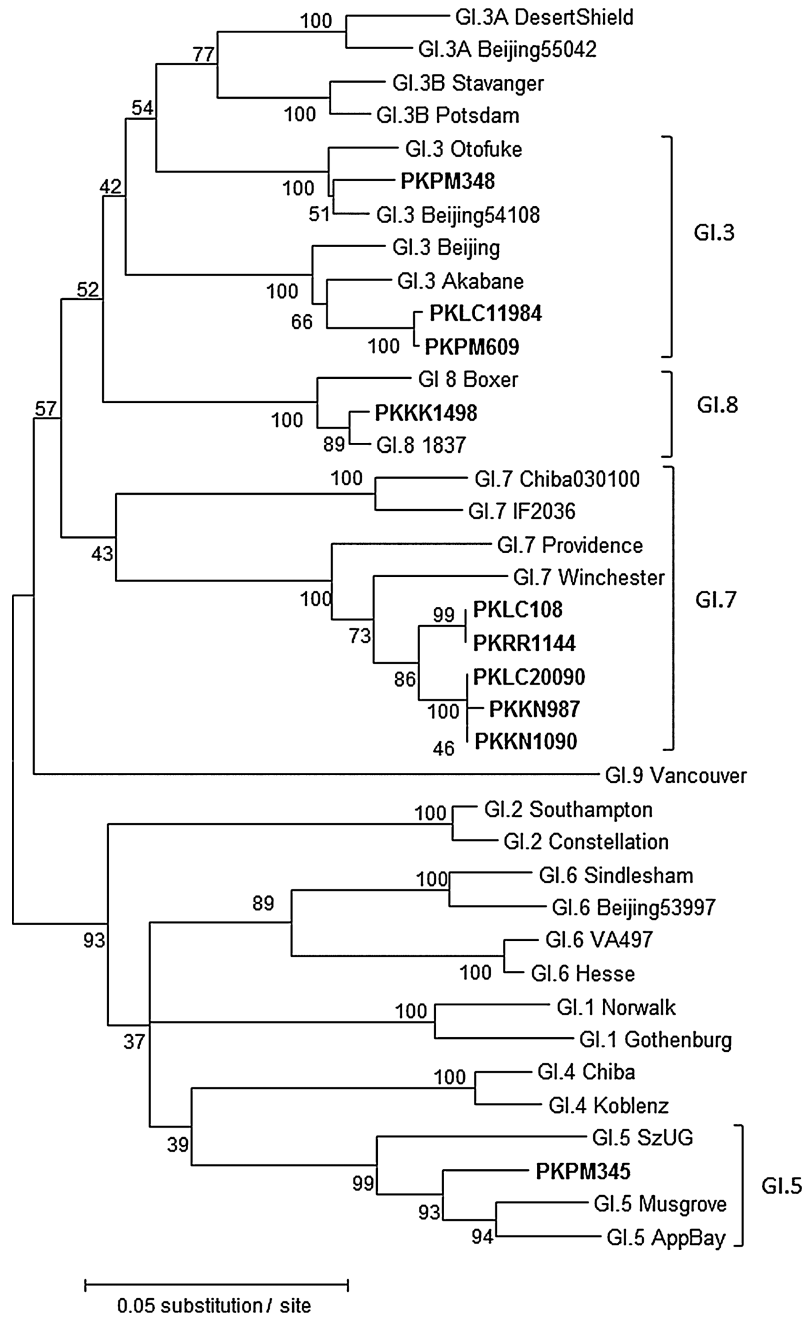 100
GI.3A DesertShield
77
GI.3A Beijing55042
GI.3B Stavanger
54
100
GI.3B Potsdam
GI.3 Otofuke
42
100
PKPM348
51
GI.3 Beijing54108
GI.3
GI.3 Beijing
52
100
GI.3 Akabane
66
PKLC11984
100
PKPM609
GI 8 Boxer
57
100
PKKK1498
GI.8
89
GI.8 1837
100
GI.7 Chiba030100
GI.7 IF2036
43
GI.7 Providence
100
GI.7 Winchester
GI.7
99
PKLC108
73
PKRR1144
86
PKLC20090
100
PKKN987
46
PKKN1090
GI.9 Vancouver
100
GI.2 Southampton
GI.2 Constellation
100
GI.6 Sindlesham
89
GI.6 Beijing53997
93
GI.6 VA497
100
GI.6 Hesse
100
GI.1 Norwalk
37
GI.1 Gothenburg
100
GI.4 Chiba
GI.4 Koblenz
39
GI.5 SzUG
99
PKPM345
GI.5
93
GI.5 Musgrove
94
GI.5 AppBay
0.05 substitution / site